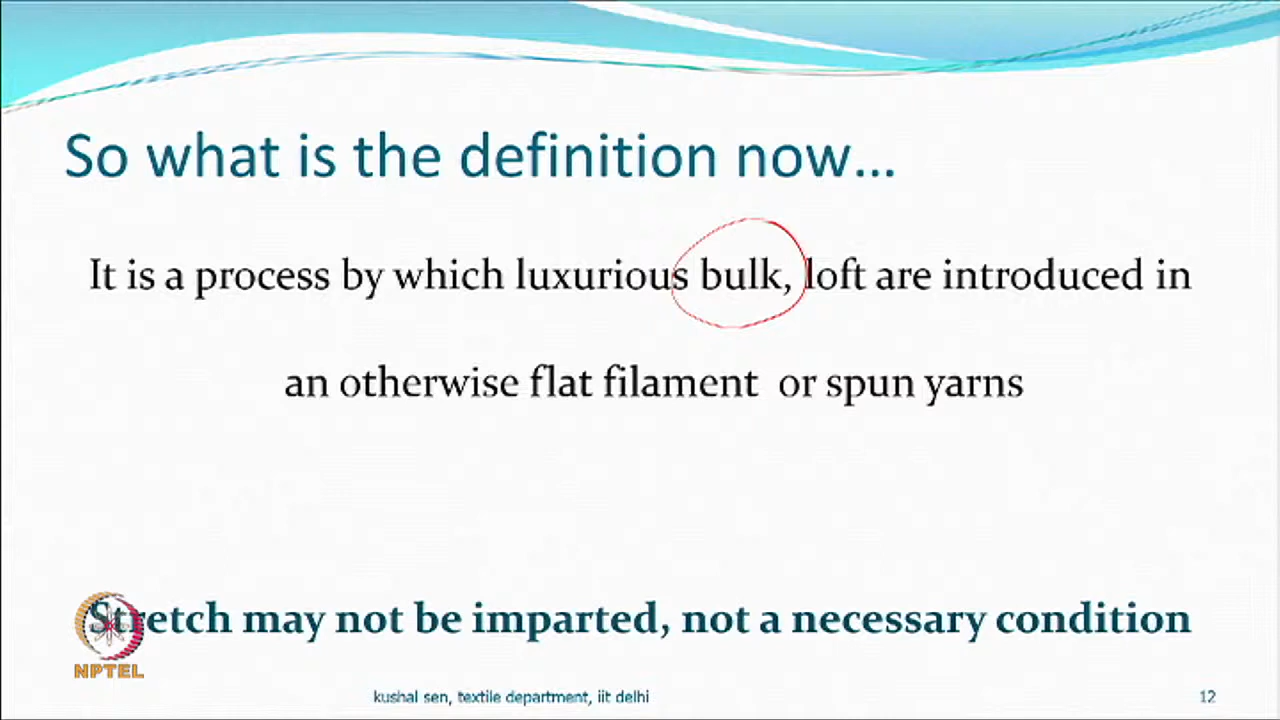 So what is the definition now...
It is a process by which luxurious bulk, loft are introduced in
an otherwise flat filament or spun yarns
Stretch may not be imparted, not a necessary condition
NPTEL
kushal sen, textile department, iit delhi
12